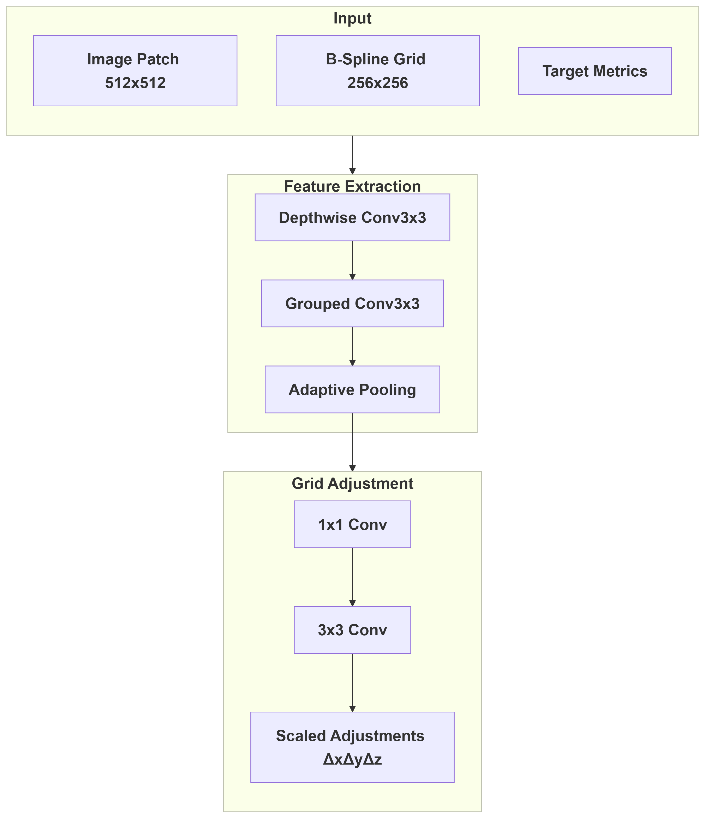 Input
Image Patch
512x512
B-Spline Grid
256x256
Target Metrics
Feature Extraction
Depthwise Conv3x3
Grouped Conv3x3
Adaptive Pooling
Grid Adjustment
1x1 Conv
3x3 Conv
Scaled Adjustments
ΔxΔyΔz